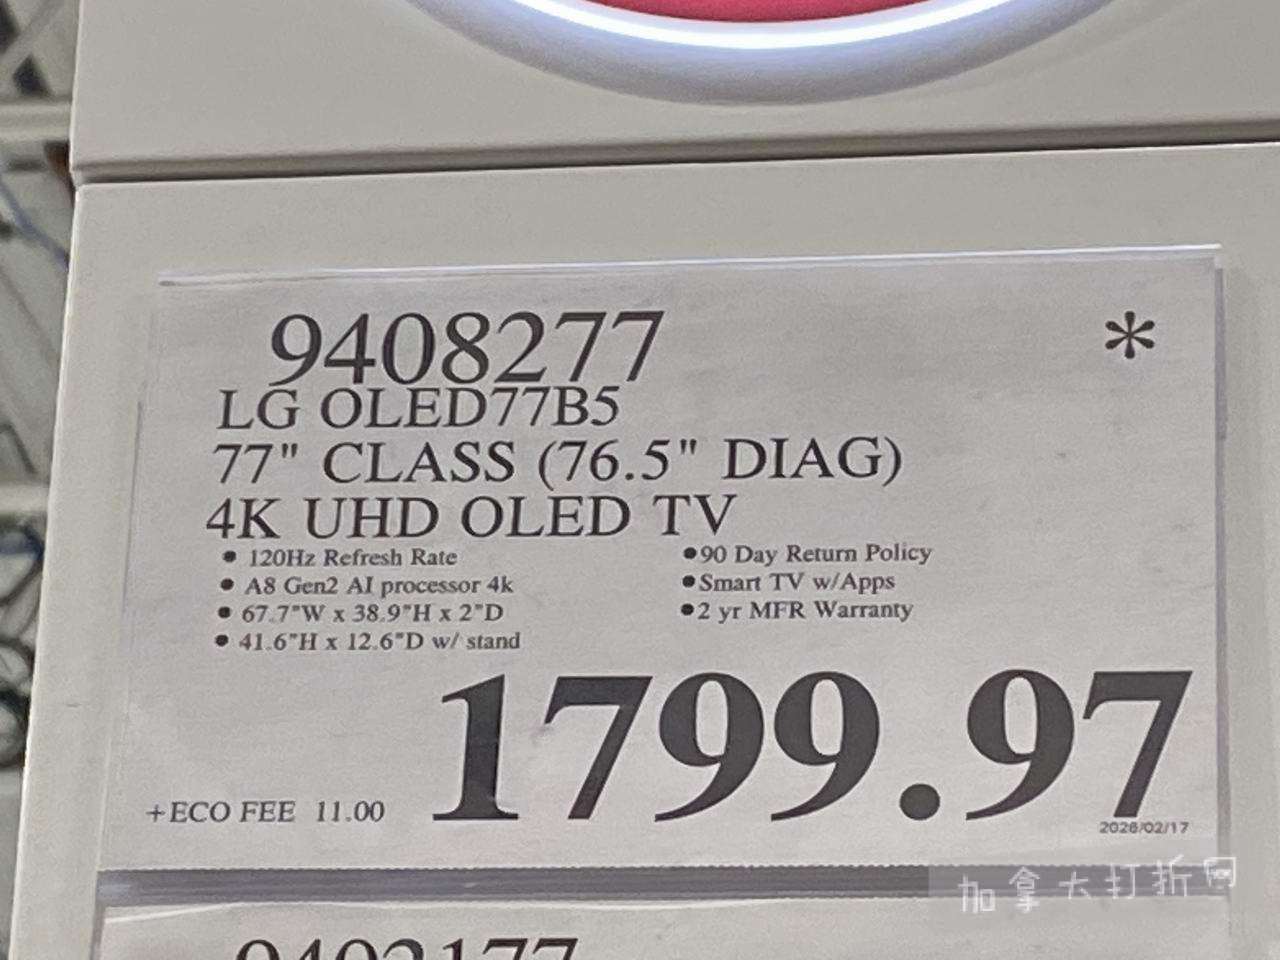 9408277
*
LG OLED77B5
77" CLASS (76.5" DIAG)
4K UHD OLED TV
● 120Hz Refresh Rate
● A8 Gen2 AI processor 4k
● 67.7"W x 38.9"H x 2"D
● 41.6"H x 12.6"D w/ stand
●90 Day Return Policy
●Smart TV w/Apps
●2 yr MFR Warranty
1799.97
+ECO FEE 11.00
2026/02/17
加拿大打折网
9402177